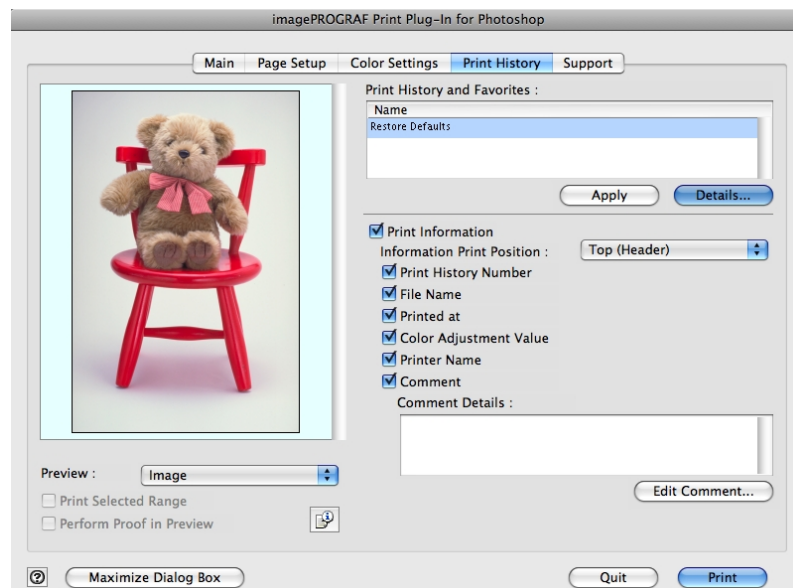 imagePROGRAF Print Plug-In for Photoshop
Main Page Setup Color Settings Print History Support
Print History and Favorites :
Name
Restore Defaults
Apply Details...
Print Information
Information Print Position : Top (Header)
Print History Number
File Name
Printed at
Color Adjustment Value
Printer Name
Comment
Comment Details :
Edit Comment...
Preview : Image
Print Selected Range
Perform Proof in Preview
? Maximize Dialog Box Quit Print